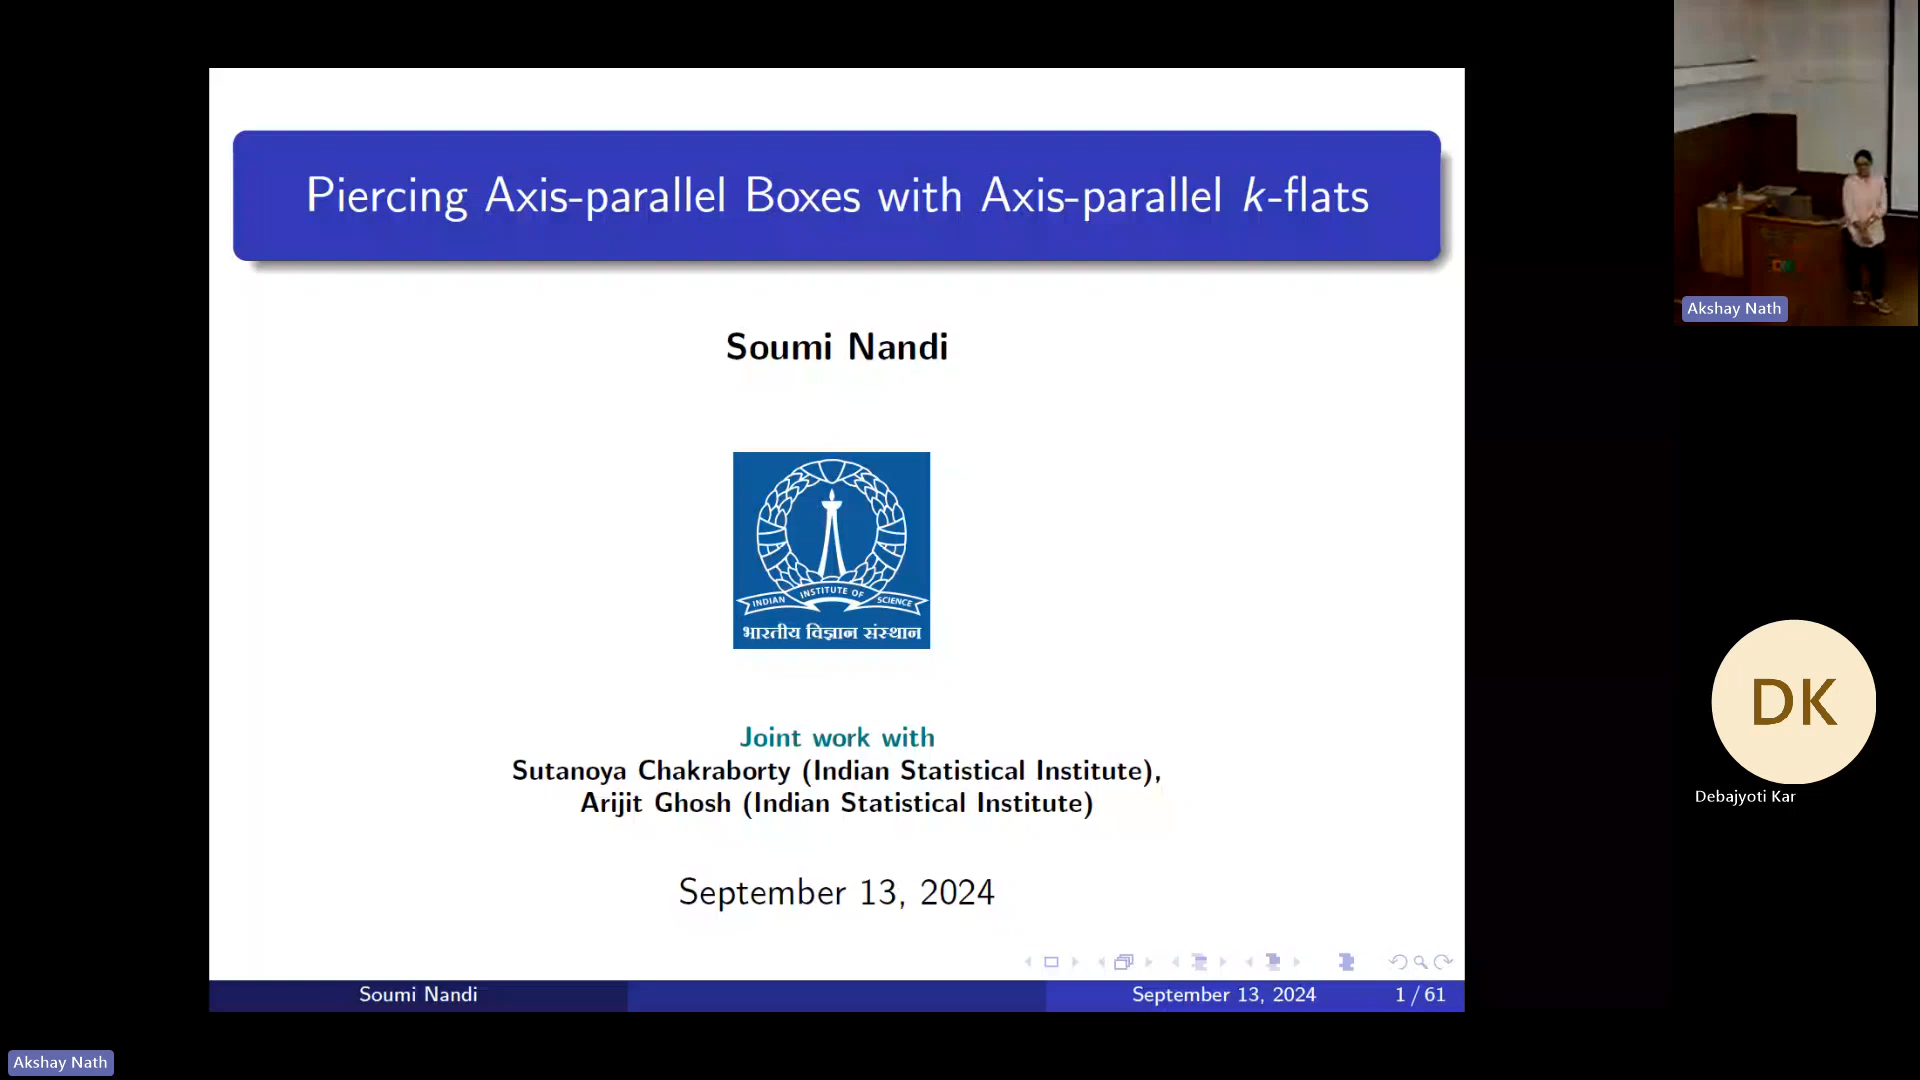 Piercing Axis-parallel Boxes with Axis-parallel k-flats
Soumi Nandi
INDIAN INSTITUTE OF SCIENCE
भारतीय विज्ञान संस्थान
Joint work with
Sutanoya Chakraborty (Indian Statistical Institute),
Arijit Ghosh (Indian Statistical Institute)
September 13, 2024
Soumi Nandi
September 13, 2024
1 / 61
Akshay Nath
DK
Debajyoti Kar
Akshay Nath